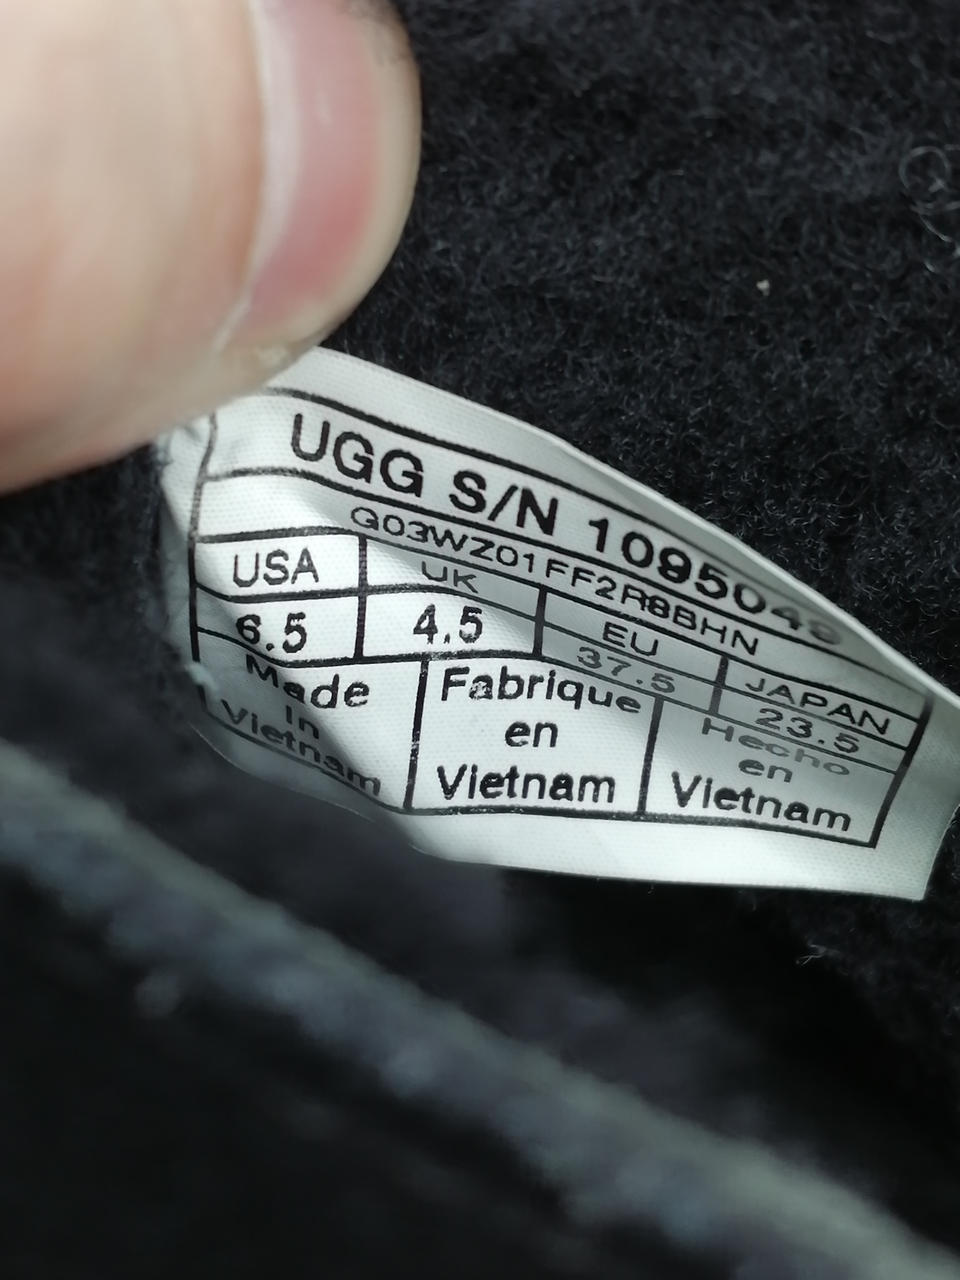 UGG S/N 1095049
G03WZ01FF2R8BHN
USA UK EU JAPAN
6.5 4.5 37.5 23.5
Made
in
Vietnam
Fabrique
en
Vietnam
Hecho
en
Vietnam